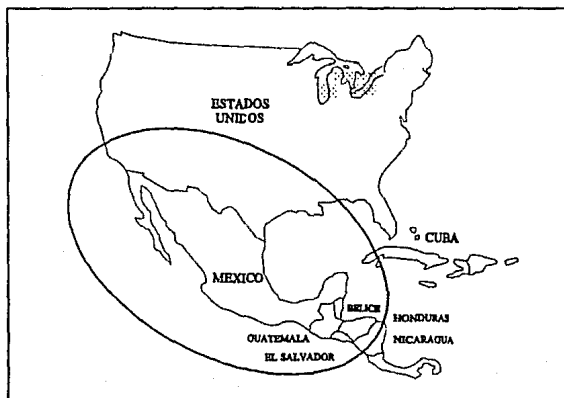 ESTADOS
UNIDOS
CUBA
MEXICO
BELICE
HONDURAS
GUATEMALA
NICARAGUA
EL SALVADOR